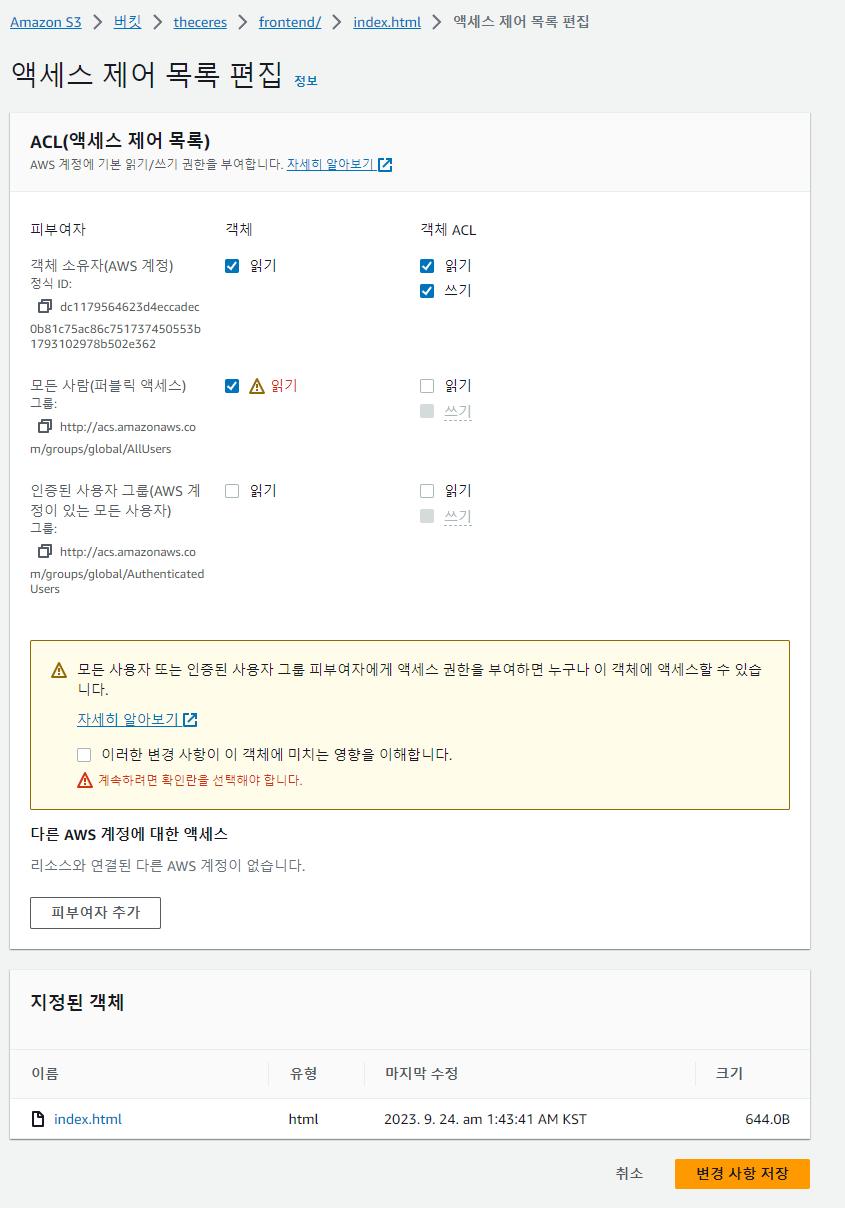 Amazon S3 > 버킷 > theceres > frontend/ > index.html > 액세스 제어 목록 편집
액세스 제어 목록 편집 정보
ACL(액세스 제어 목록)
AWS 계정에 기본 읽기/쓰기 권한을 부여합니다. 자세히 알아보기
피부여자 객체 객체 ACL
객체 소유자(AWS 계정) 읽기 읽기
정식 ID: 쓰기
dc1179564623d4eccadec
0b81c75ac86c751737450553b
1793102978b502e362
모든 사람(퍼블릭 액세스) 읽기 읽기
그룹: 쓰기
http://acs.amazonaws.co
m/groups/global/AllUsers
인증된 사용자 그룹(AWS 계 읽기 읽기
정이 있는 모든 사용자) 쓰기
그룹:
http://acs.amazonaws.co
m/groups/global/Authenticated
Users
모든 사용자 또는 인증된 사용자 그룹 피부여자에게 액세스 권한을 부여하면 누구나 이 객체에 액세스할 수 있습
니다.
자세히 알아보기
이러한 변경 사항이 이 객체에 미치는 영향을 이해합니다.
계속하려면 확인란을 선택해야 합니다.
다른 AWS 계정에 대한 액세스
리소스와 연결된 다른 AWS 계정이 없습니다.
피부여자 추가
지정된 객체
이름 유형 마지막 수정 크기
index.html html 2023. 9. 24. am 1:43:41 AM KST 644.0B
취소 변경 사항 저장